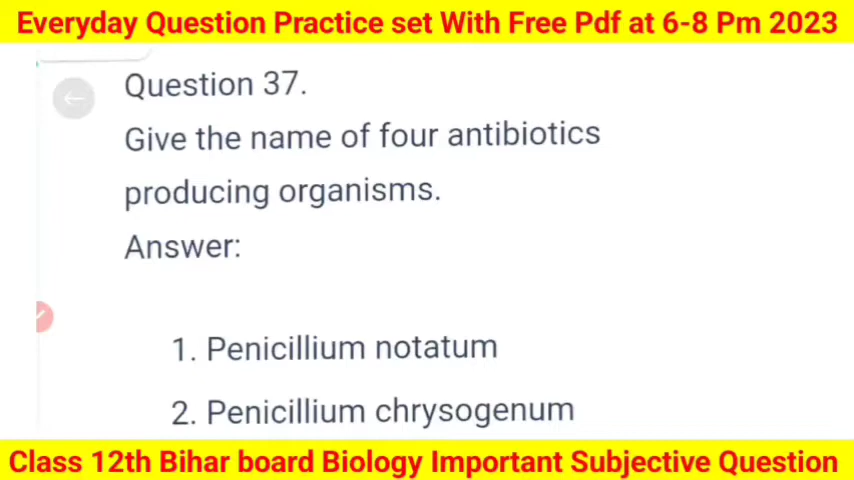 Everyday Question Practice set With Free Pdf at 6-8 Pm 2023
Question 37.
Give the name of four antibiotics
producing organisms.
Answer:
1. Penicillium notatum
2. Penicillium chrysogenum
Class 12th Bihar board Biology Important Subjective Question